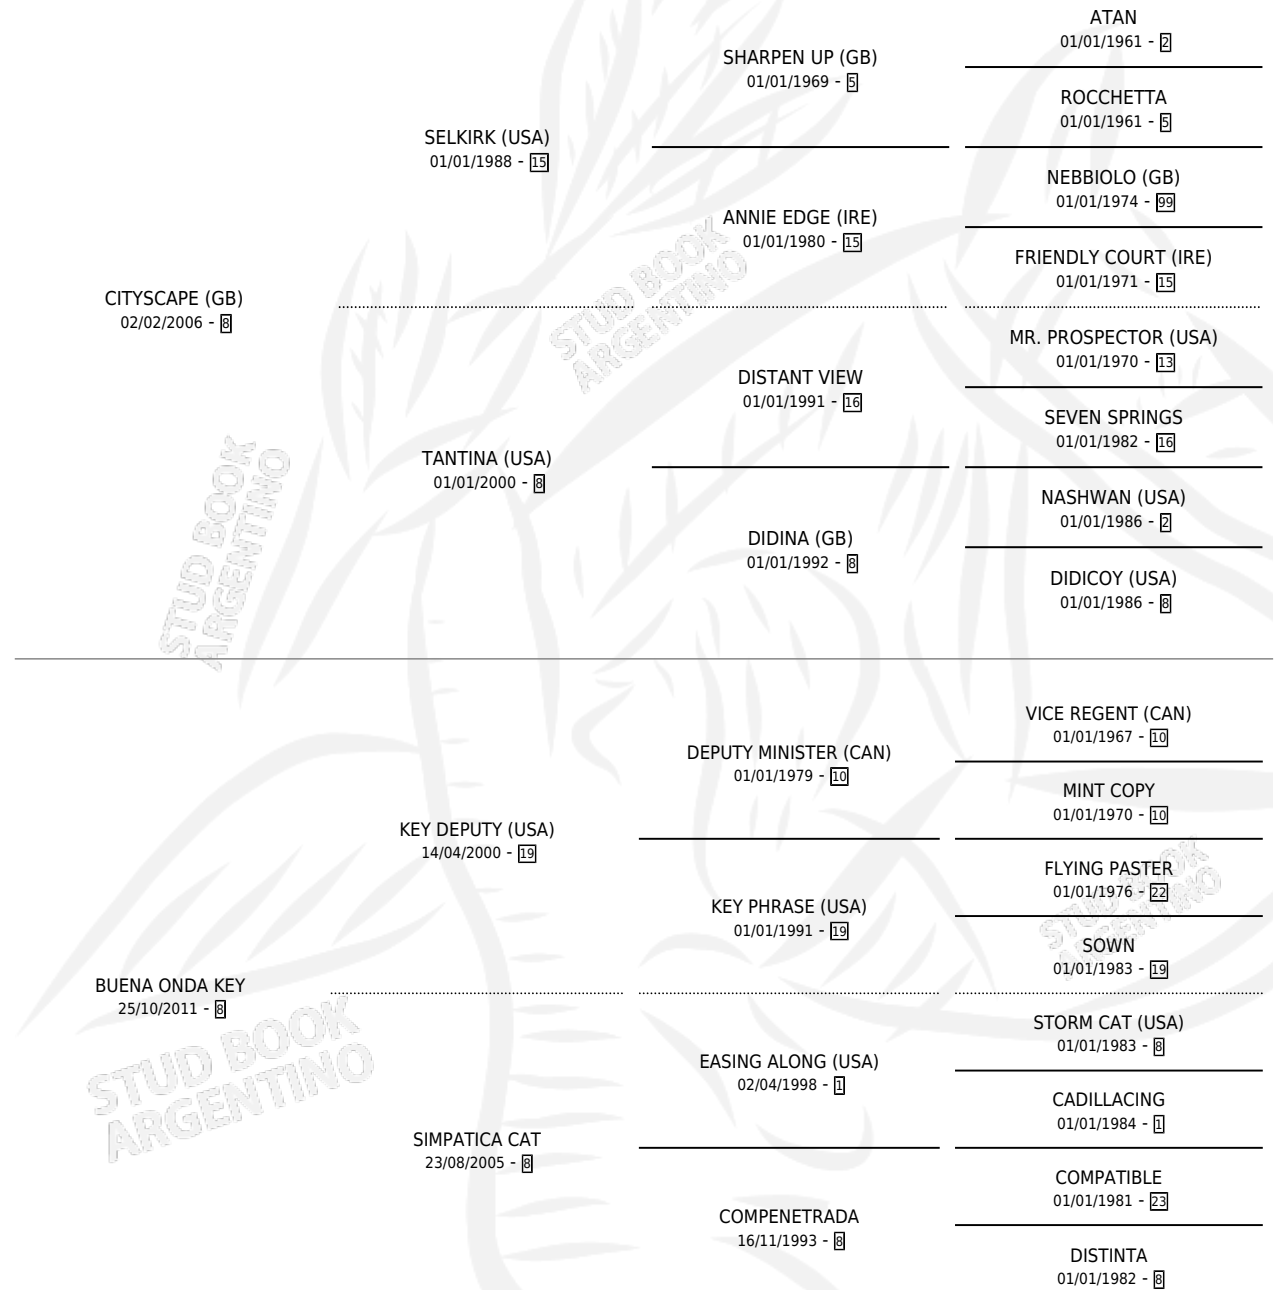 ATAN
01/01/1961 - 2
SHARPEN UP (GB)
01/01/1969 - 5
ROCCHETTA
01/01/1961 - 5
SELKIRK (USA)
01/01/1988 - 15
NEBBIOLO (GB)
01/01/1974 - 99
ANNIE EDGE (IRE)
01/01/1980 - 15
FRIENDLY COURT (IRE)
01/01/1971 - 15
CITYSCAPE (GB)
02/02/2006 - 8
STUD BOOK
ARGENTINO
MR. PROSPECTOR (USA)
01/01/1970 - 13
DISTANT VIEW
01/01/1991 - 16
SEVEN SPRINGS
01/01/1982 - 16
TANTINA (USA)
01/01/2000 - 8
NASHWAN (USA)
01/01/1986 - 2
DIDINA (GB)
01/01/1992 - 8
DIDICOY (USA)
01/01/1986 - 8
STUD BOOK
ARGENTINO
VICE REGENT (CAN)
01/01/1967 - 10
DEPUTY MINISTER (CAN)
01/01/1979 - 10
MINT COPY
01/01/1970 - 10
KEY DEPUTY (USA)
14/04/2000 - 19
FLYING PASTER
01/01/1976 - 22
KEY PHRASE (USA)
01/01/1991 - 19
SOWN
01/01/1983 - 19
STUD BOOK
ARGENTINO
BUENA ONDA KEY
25/10/2011 - 8
STORM CAT (USA)
01/01/1983 - 8
EASING ALONG (USA)
02/04/1998 - 1
CADILLACING
01/01/1984 - 1
STUD BOOK
ARGENTINO
SIMPATICA CAT
23/08/2005 - 8
COMPATIBLE
01/01/1981 - 23
COMPENETRADA
16/11/1993 - 8
DISTINTA
01/01/1982 - 8